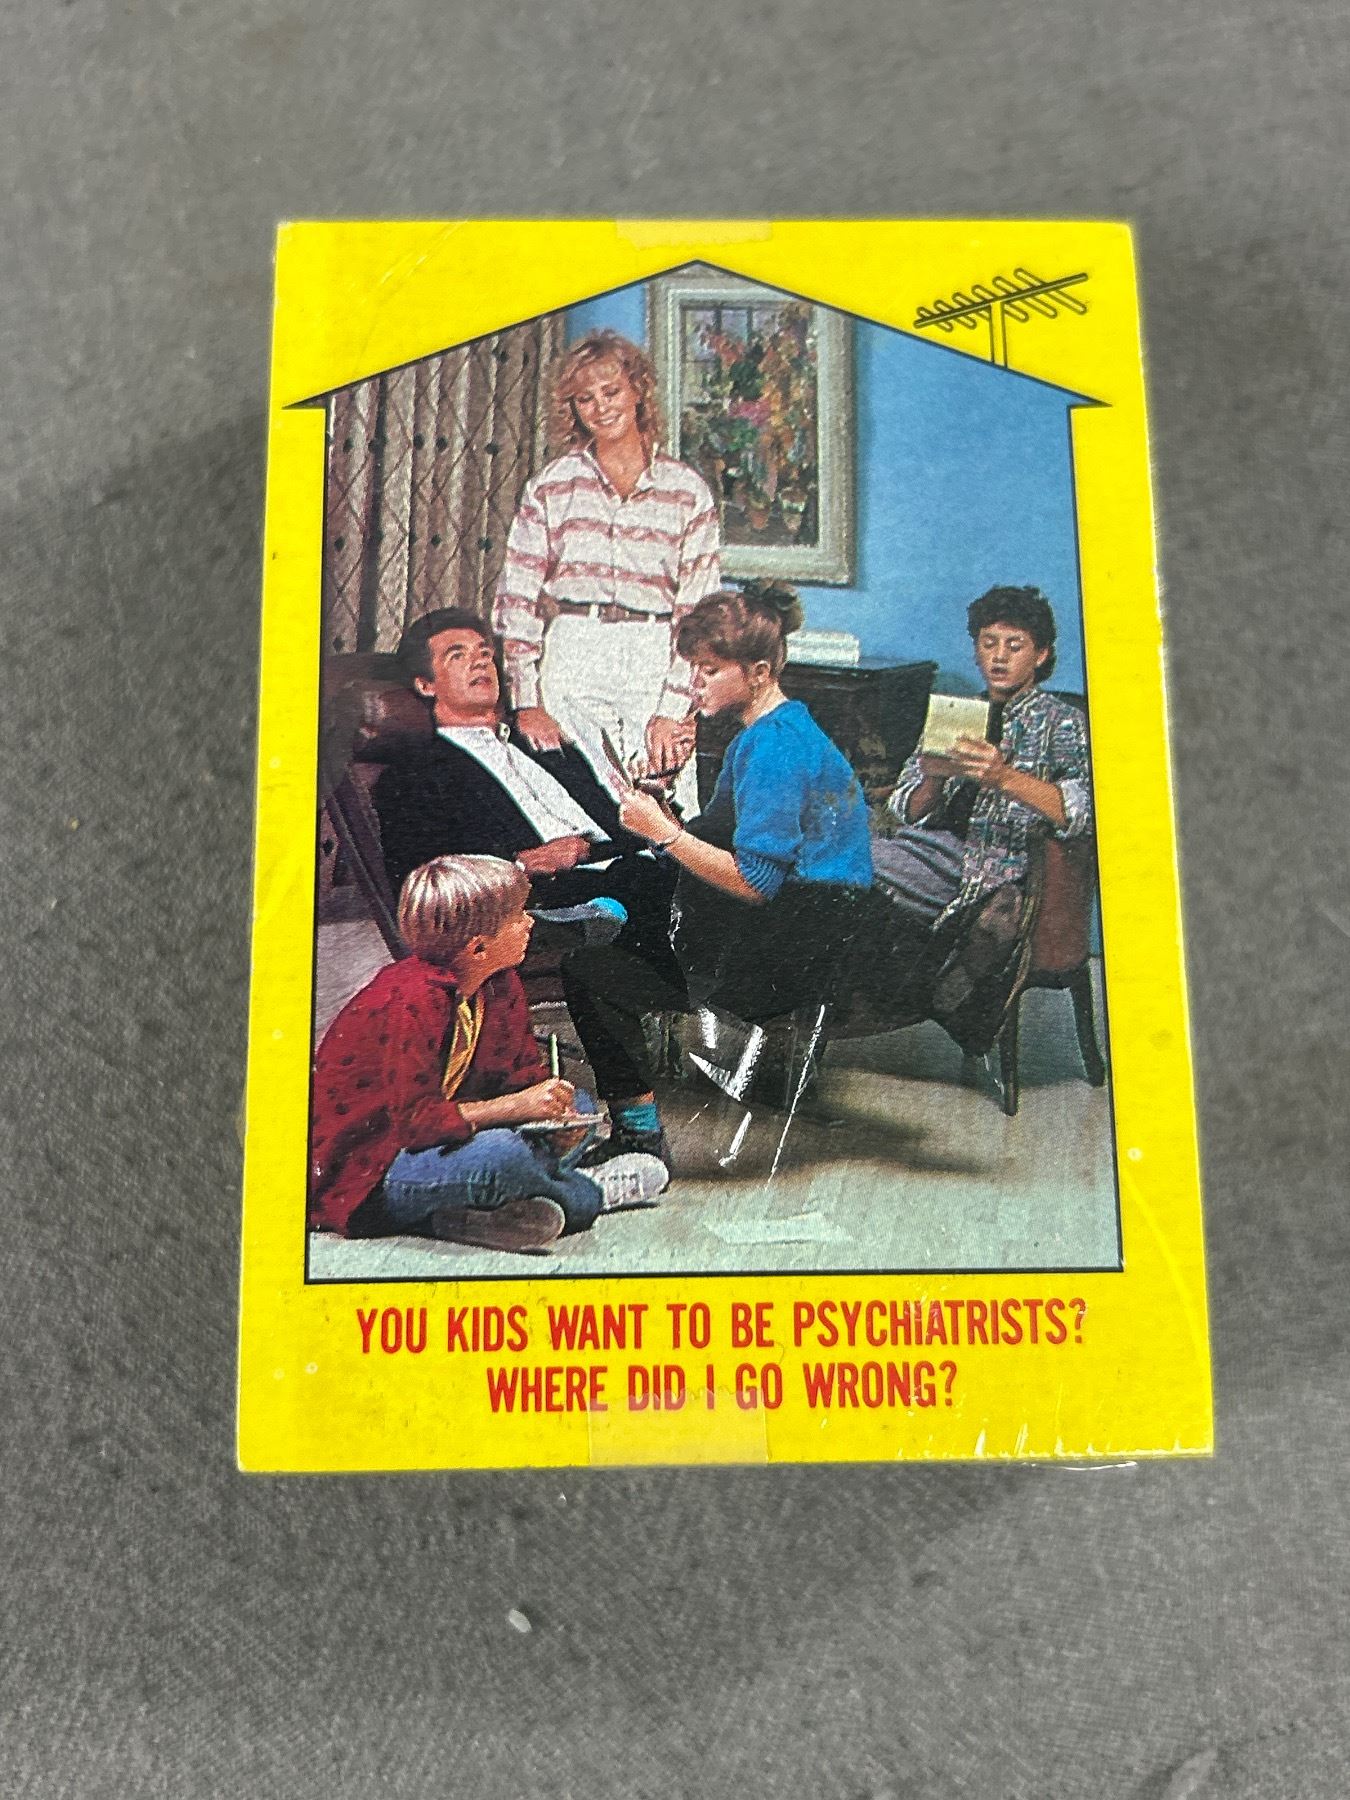 YOU KIDS WANT TO BE PSYCHIATRISTS?
WHERE DID I GO WRONG?